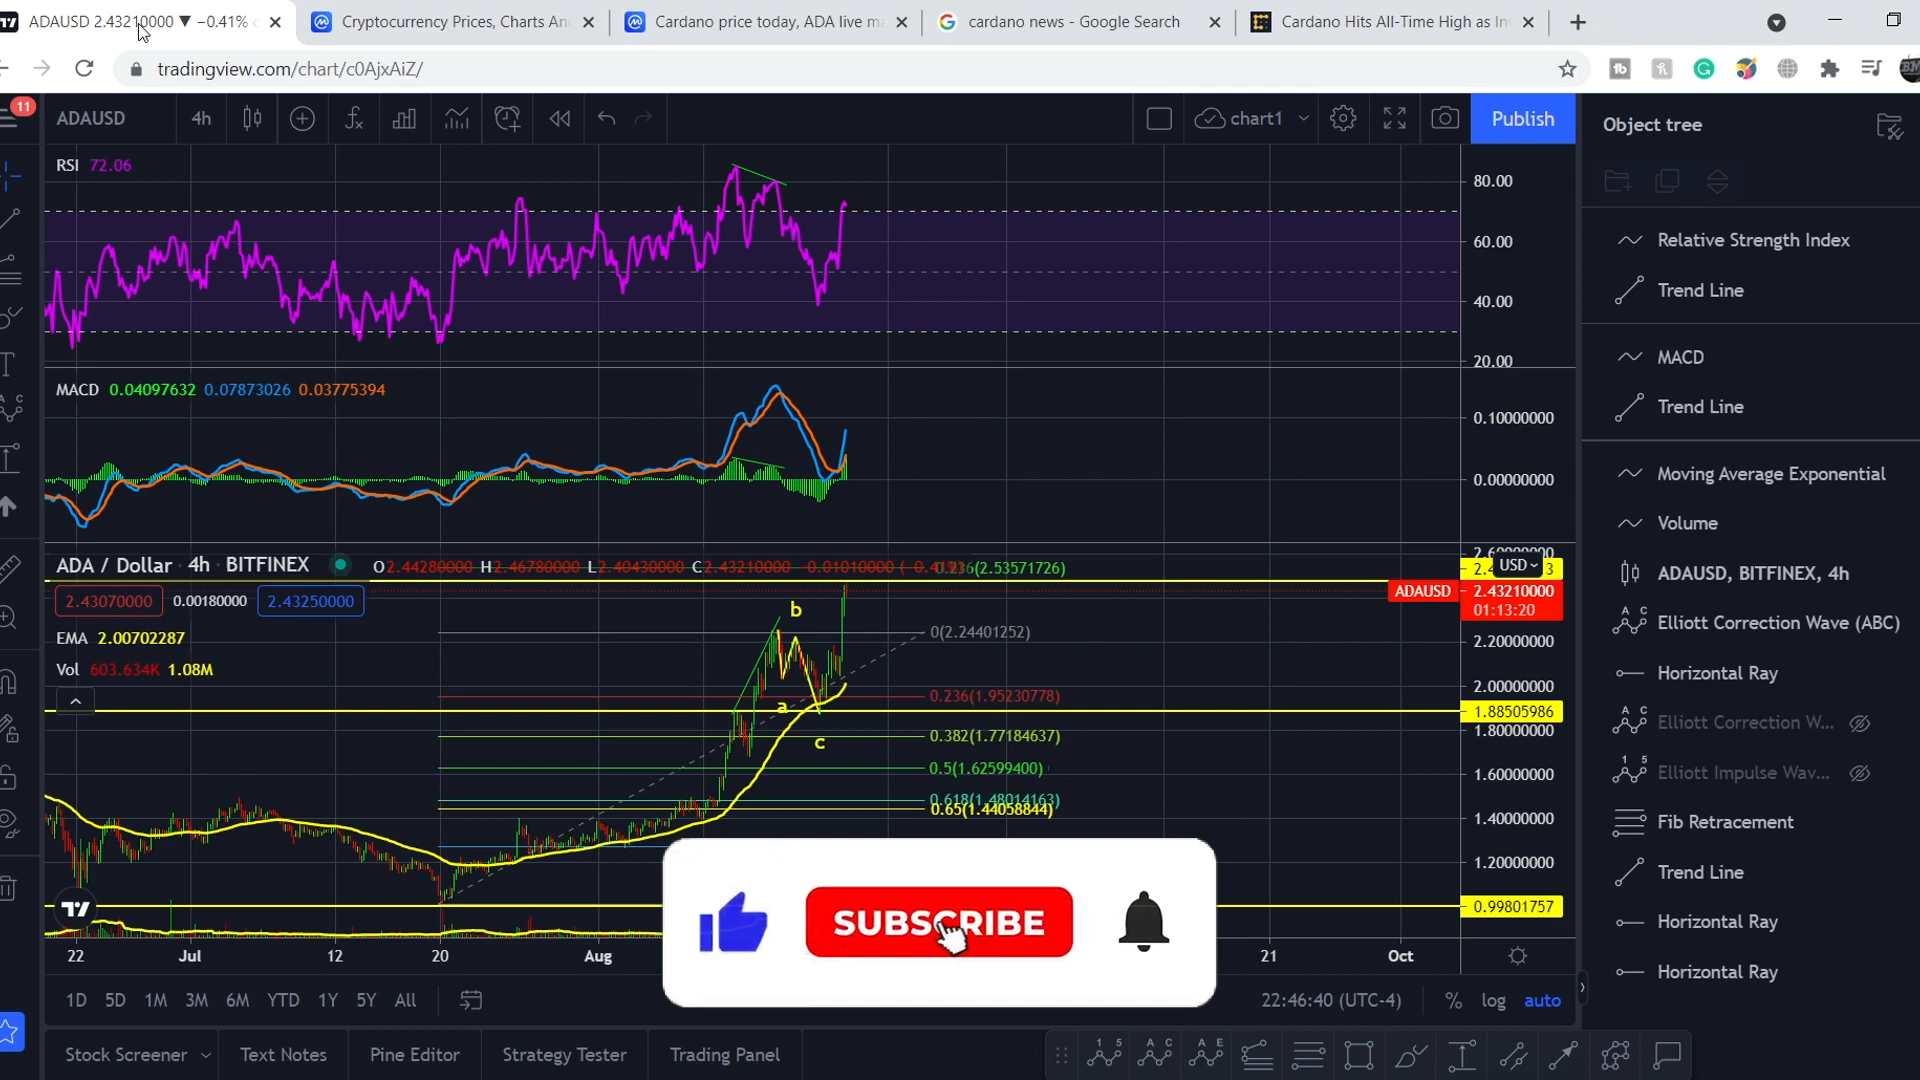 ADAUSD 2.43210000 ▼ −0.41%
Cryptocurrency Prices, Charts An
Cardano price today, ADA live ma
cardano news - Google Search
Cardano Hits All-Time High as In
tradingview.com/chart/c0AjxAiZ/
11
ADAUSD
4h
chart1
Publish
Object tree
RSI 72.06
80.00
60.00
40.00
20.00
Relative Strength Index
Trend Line
MACD 0.04097632 0.07873026 0.03775394
0.10000000
0.00000000
MACD
Trend Line
Moving Average Exponential
Volume
ADAUSD, BITFINEX, 4h
Elliott Correction Wave (ABC)
Horizontal Ray
Elliott Correction W...
Elliott Impulse Wav...
Fib Retracement
Trend Line
Horizontal Ray
Horizontal Ray
ADA / Dollar · 4h · BITFINEX
O2.44280000 H2.46780000 L2.40430000 C2.43210000 −0.01010000
(2.53571726)
2.43070000 0.00180000 2.43250000
EMA 2.00702287
Vol 603.634K 1.08M
USD
ADAUSD 2.43210000
01:13:20
2.20000000
2.00000000
1.88505986
1.80000000
1.60000000
1.40000000
1.20000000
0.99801757
b
a
c
0(2.24401252)
0.236(1.95230778)
0.382(1.77184637)
0.5(1.62599400)
0.618(1.48014163)
0.65(1.44058844)
SUBSCRIBE
22 Jul 12 20 Aug 21 Oct
1D 5D 1M 3M 6M YTD 1Y 5Y All
22:46:40 (UTC-4) % log auto
Stock Screener Text Notes Pine Editor Strategy Tester Trading Panel